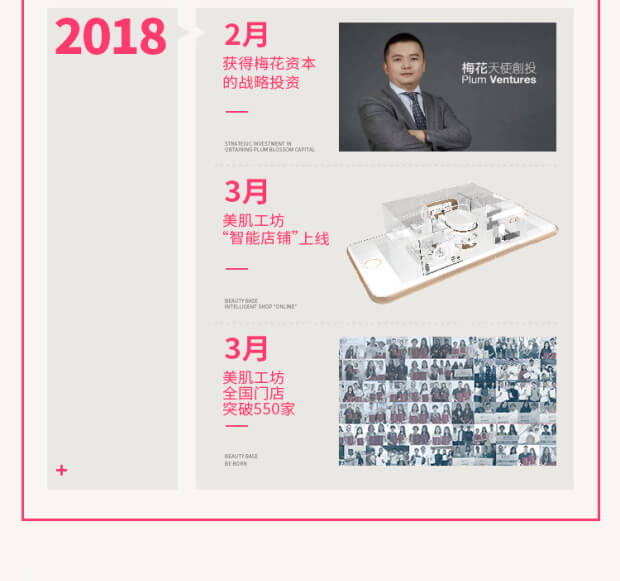 2018
2月
获得梅花资本
的战略投资
STRATEGIC INVESTMENT IN
OBTAINING PLUM BLOSSOM CAPITAL
梅花天使創投
Plum Ventures
3月
美肌工坊
“智能店铺”上线
BEAUTY BASE
INTELLIGENT SHOP "ONLINE"
3月
美肌工坊
全国门店
突破550家
BEAUTY BASE
BE BORN
+